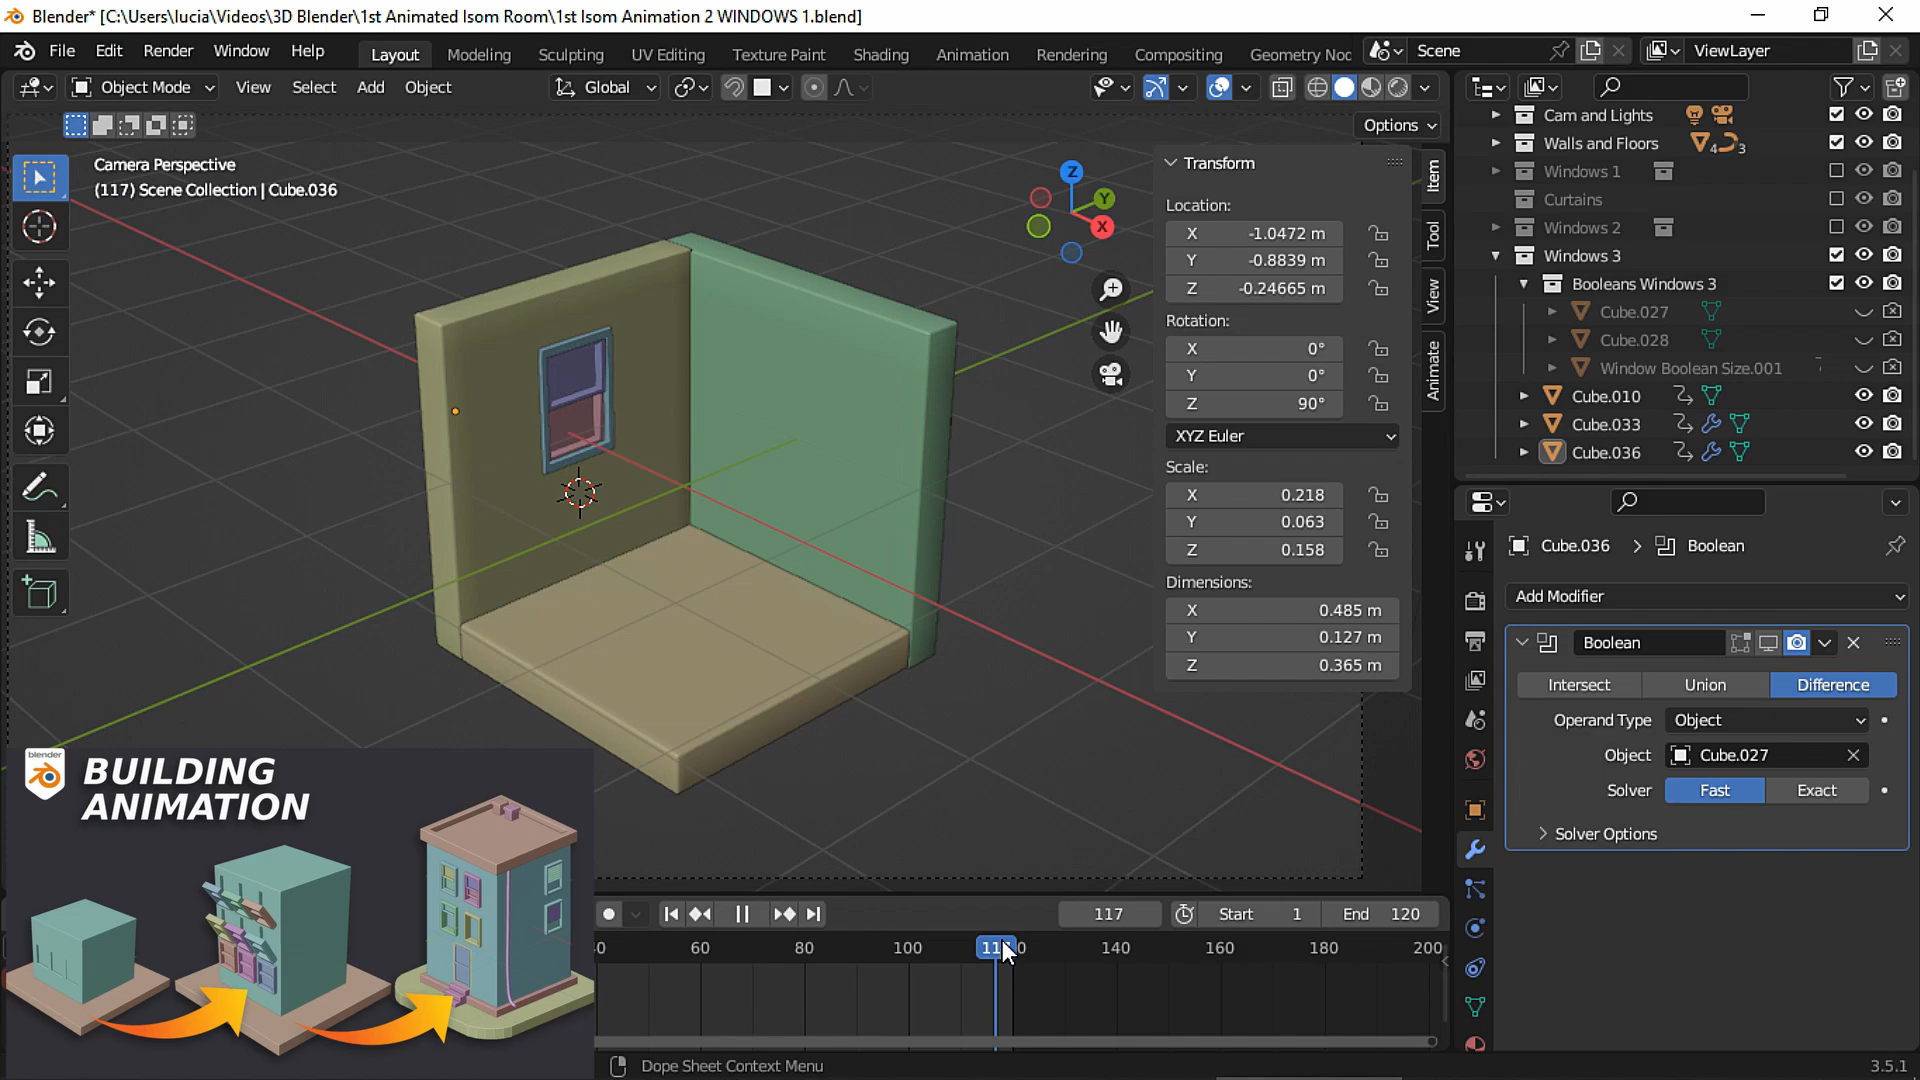 Blender* [C:\Users\lucia\Videos\3D Blender\1st Animated Isom Room\1st Isom Animation 2 WINDOWS 1.blend]
File Edit Render Window Help Layout Modeling Sculpting UV Editing Texture Paint Shading Animation Rendering Compositing Geometry Noc Scene ViewLayer
Object Mode View Select Add Object Global
Options
Camera Perspective
(117) Scene Collection | Cube.036
Z
Y
X
Transform
Location:
X -1.0472 m
Y -0.8839 m
Z -0.24665 m
Rotation:
X 0°
Y 0°
Z 90°
XYZ Euler
Scale:
X 0.218
Y 0.063
Z 0.158
Dimensions:
X 0.485 m
Y 0.127 m
Z 0.365 m
Item
Tool
View
Animate
Cam and Lights
Walls and Floors 4 3
Windows 1
Curtains
Windows 2
Windows 3
Booleans Windows 3
Cube.027
Cube.028
Window Boolean Size.001
Cube.010
Cube.033
Cube.036
Cube.036 Boolean
Add Modifier
Boolean
Intersect Union Difference
Operand Type Object
Object Cube.027
Solver Fast Exact
Solver Options
blender
BUILDING
ANIMATION
117 Start 1 End 120
60 80 100 117 140 160 180 200
Dope Sheet Context Menu
3.5.1